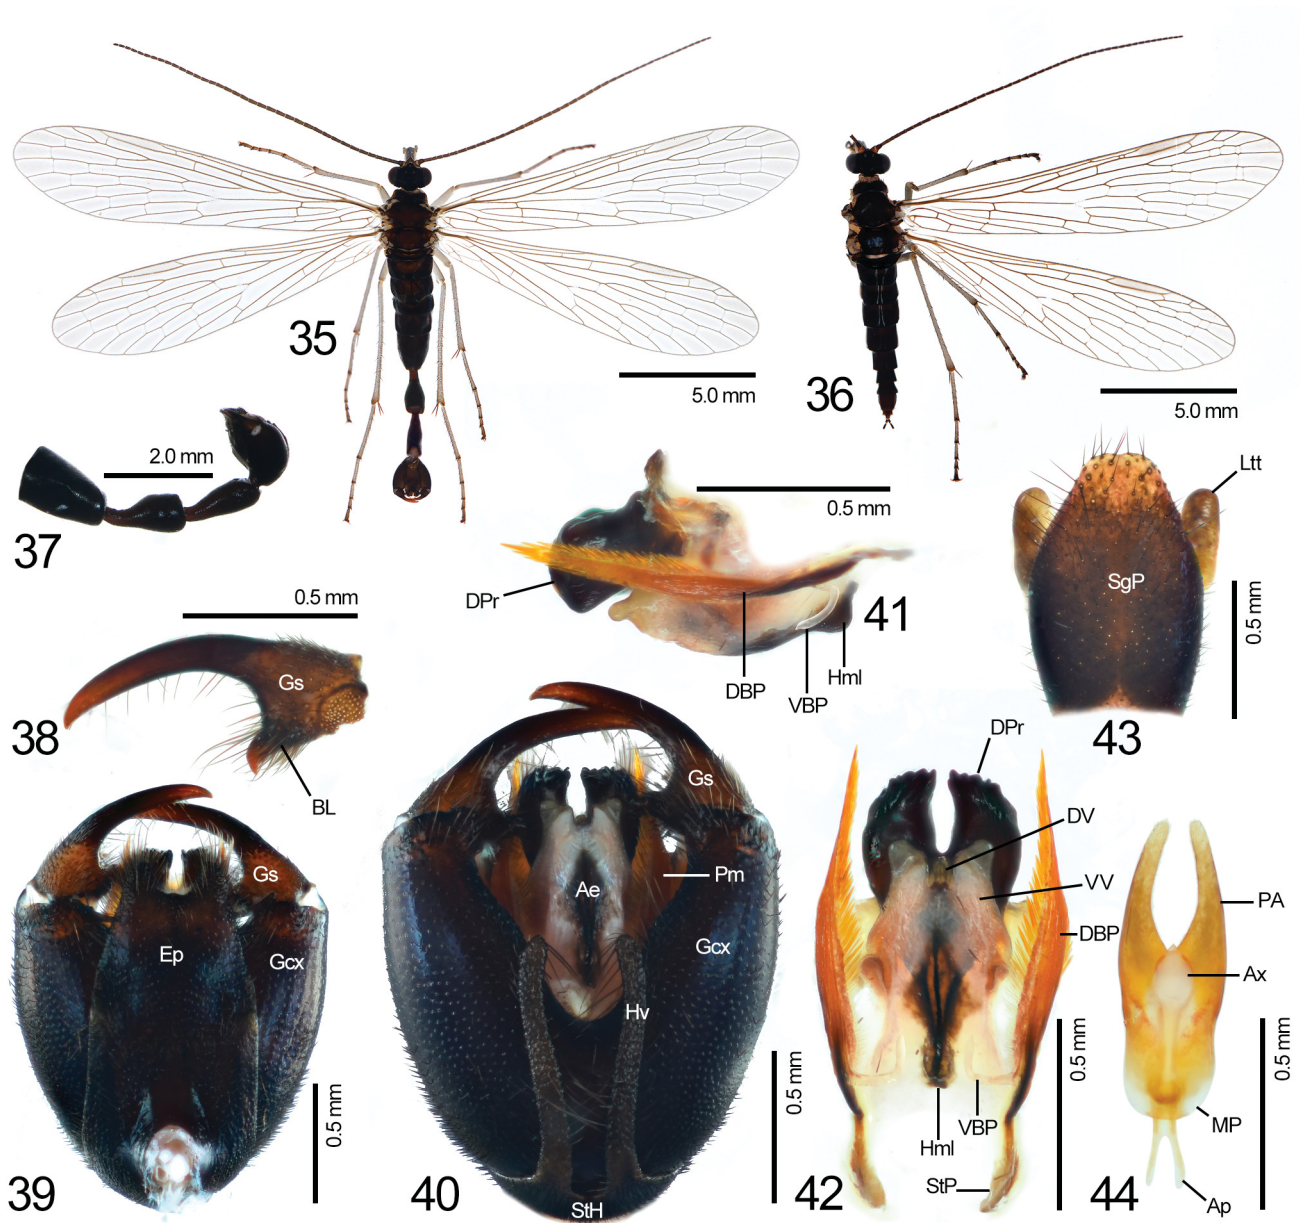 35
5.0 mm
36
5.0 mm
37
2.0 mm
38
0.5 mm
Gs
BL
41
0.5 mm
DPr
DBP
VBP
Hml
43
Ltt
SgP
0.5 mm
39
Gs
Ep
Gcx
0.5 mm
40
Gs
Pm
Ae
Gcx
Hv
StH
0.5 mm
42
DPr
DV
VV
DBP
VBP
Hml
StP
0.5 mm
44
PA
Ax
MP
Ap
0.5 mm